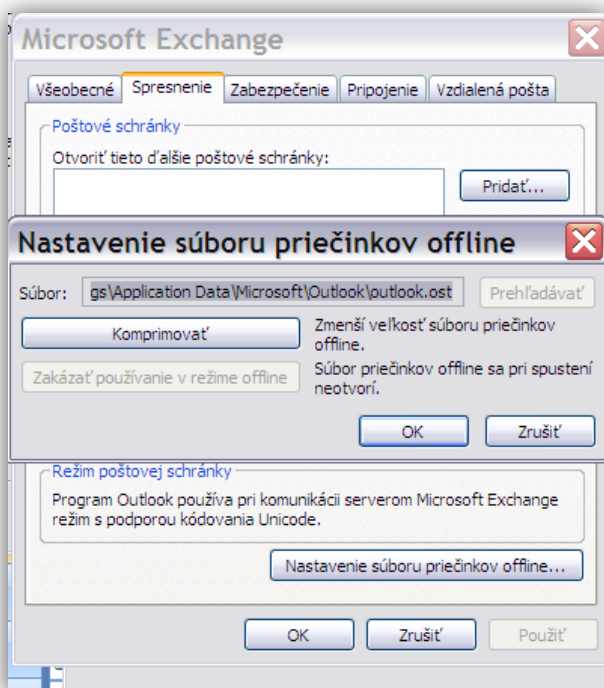 Microsoft Exchange
Všeobecné Spresnenie Zabezpečenie Pripojenie Vzdialená pošta
Poštové schránky
Otvoriť tieto ďalšie poštové schránky:
Pridať...
Nastavenie súboru priečinkov offline
Súbor: gs\Application Data\Microsoft\Outlook\outlook.ost Prehľadávať
Komprimovať
Zmenší veľkosť súboru priečinkov
offline.
Zakázať používanie v režime offline
Súbor priečinkov offline sa pri spustení
neotvorí.
OK Zrušiť
Režim poštovej schránky
Program Outlook používa pri komunikácii serverom Microsoft Exchange
režim s podporou kódovania Unicode.
Nastavenie súboru priečinkov offline...
OK Zrušiť Použiť